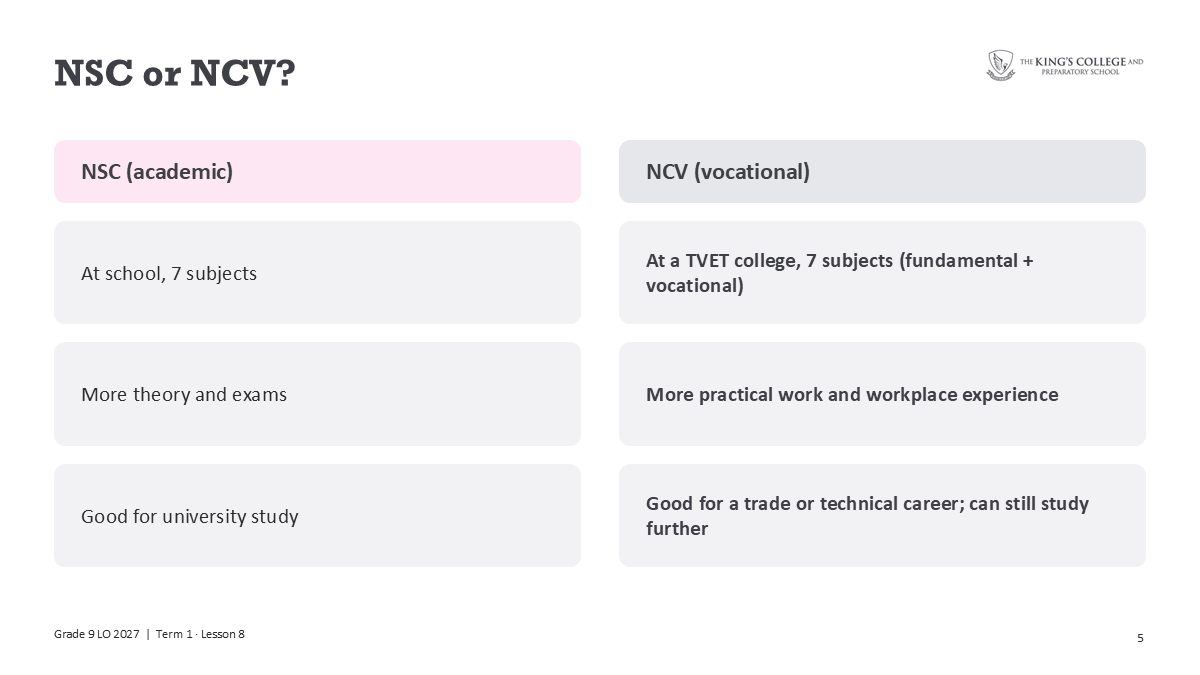 NSC or NCV?
THE KING'S COLLEGE AND
PREPARATORY SCHOOL
NSC (academic)
NCV (vocational)
At school, 7 subjects
At a TVET college, 7 subjects (fundamental +
vocational)
More theory and exams
More practical work and workplace experience
Good for university study
Good for a trade or technical career; can still study
further
Grade 9 LO 2027 | Term 1 · Lesson 8
5